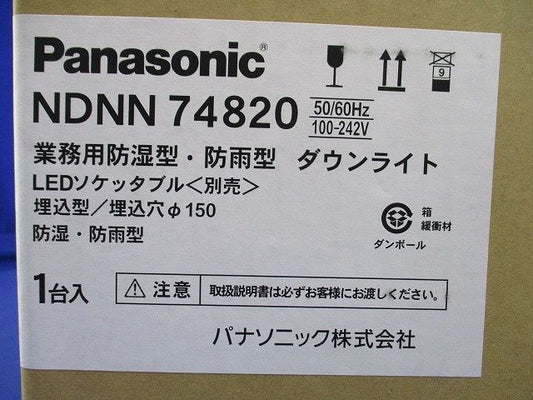 Panasonic®
NDNN 74820 50/60Hz
100-242V
9
業務用防湿型・防雨型 ダウンライト
LEDソケッタブル<別売>
埋込型/埋込穴φ150
防湿・防雨型
箱
緩衝材
ダンボール
1台入
⚠ 注意 取扱説明書は必ずお客様にお渡しください。
パナソニック株式会社